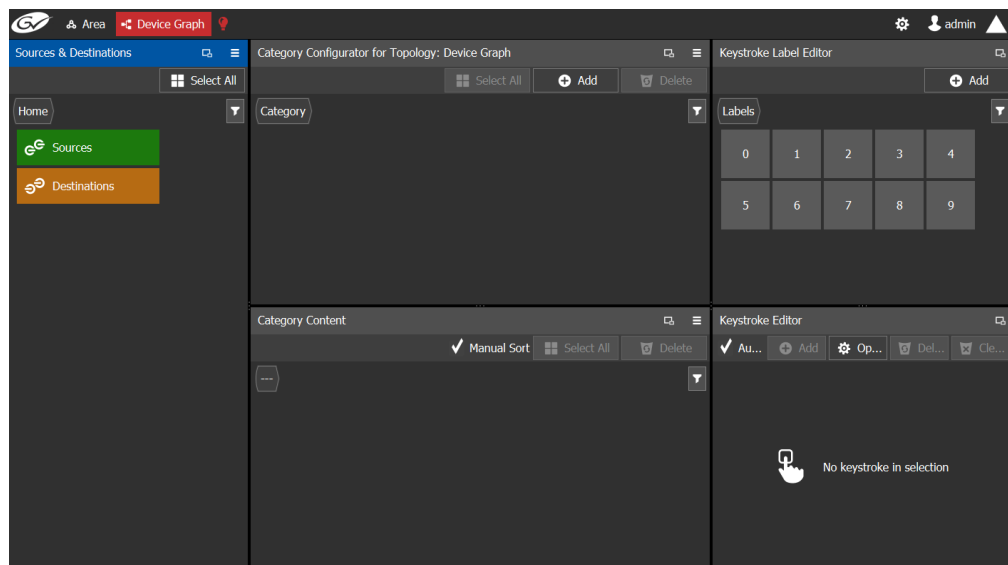 GV Area Device Graph admin
Sources & Destinations
Select All
Home
Sources
Destinations
Category Configurator for Topology: Device Graph
Select All Add Delete
Category
Category Content
Manual Sort Select All Delete
---
Keystroke Label Editor
Add
Labels
0 1 2 3 4
5 6 7 8 9
Keystroke Editor
Au... Add Op... Del... Cle...
No keystroke in selection